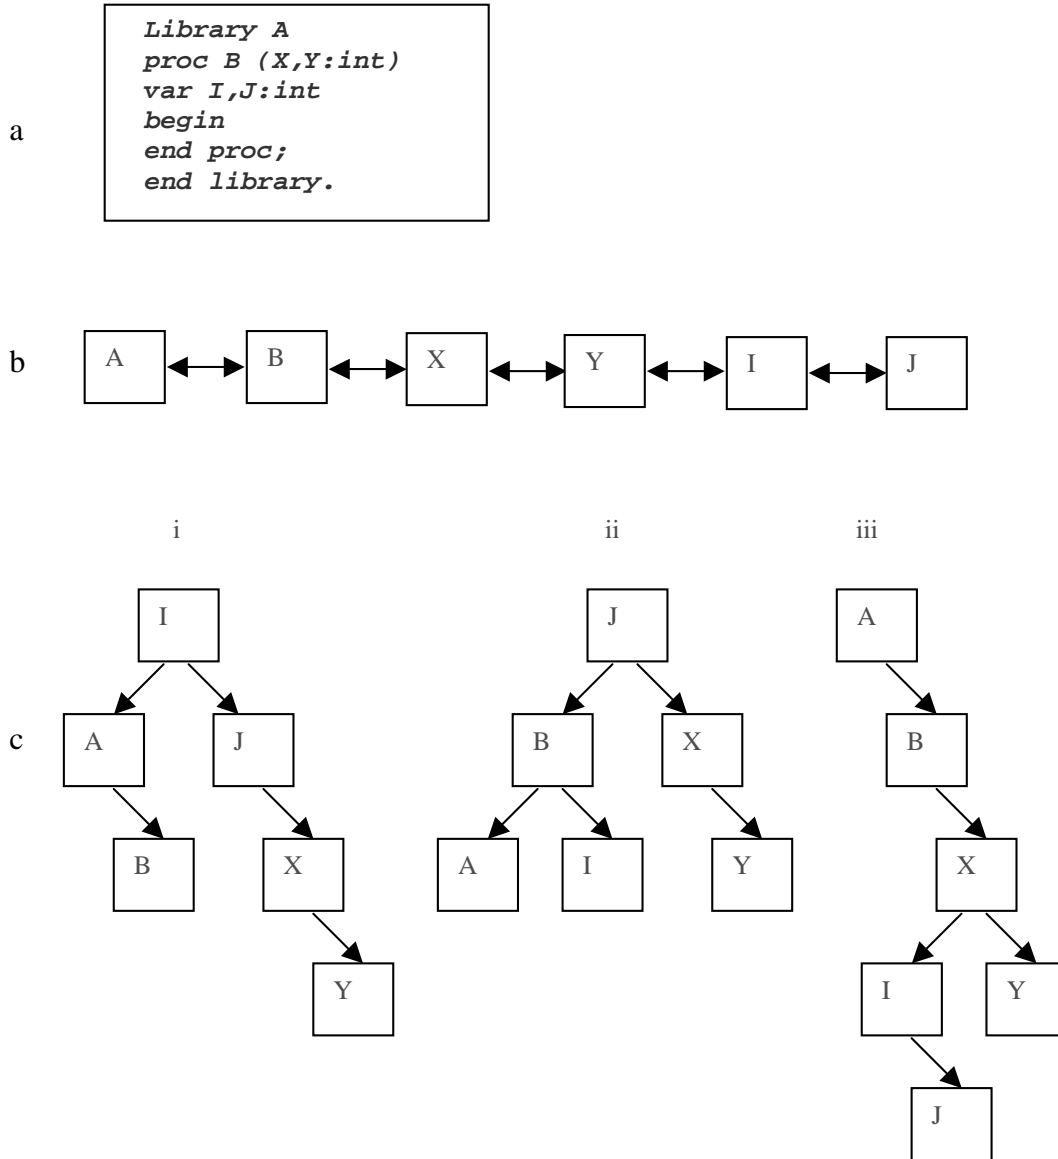 a
Library A
proc B (X,Y:int)
var I,J:int
begin
end proc;
end library.
b
A B X Y I J
i ii iii
c
I J A
A J B X B
B X A I Y X
Y I Y
J